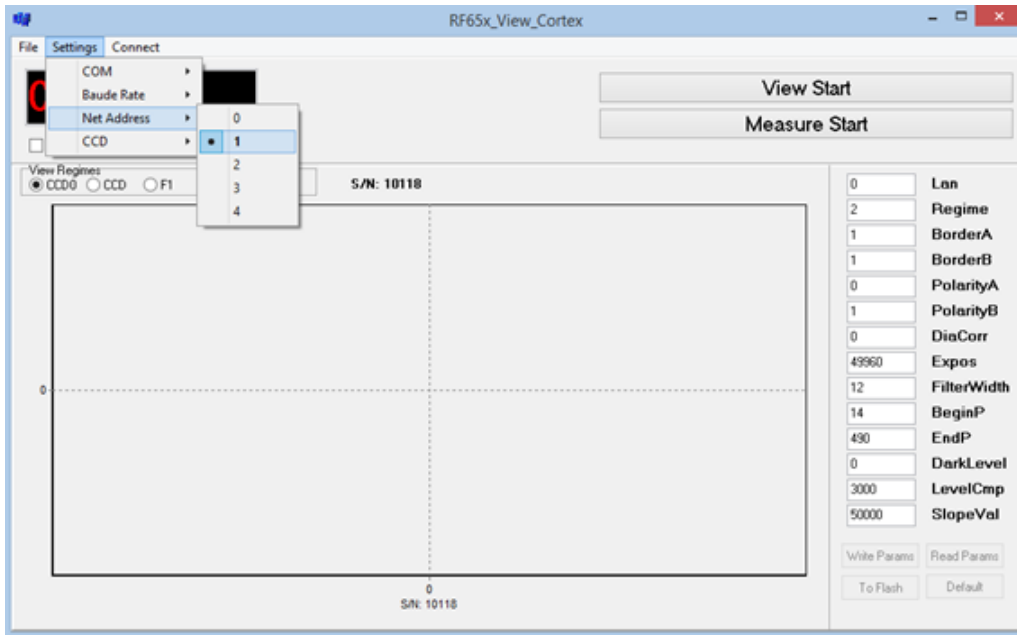 RF65x_View_Cortex
File Settings Connect
COM
Baude Rate
Net Address
CCD
0
1
2
3
4
0
View Start
Measure Start
View Regimes
CCD0 CCD F1
S/N: 10118
0 Lan
2 Regime
1 BorderA
1 BorderB
0 PolarityA
1 PolarityB
0 DiaCorr
49960 Expos
12 FilterWidth
14 BeginP
490 EndP
0 DarkLevel
3000 LevelCmp
50000 SlopeVal
Write Params Read Params
To Flash Default
0
0
S/N: 10118